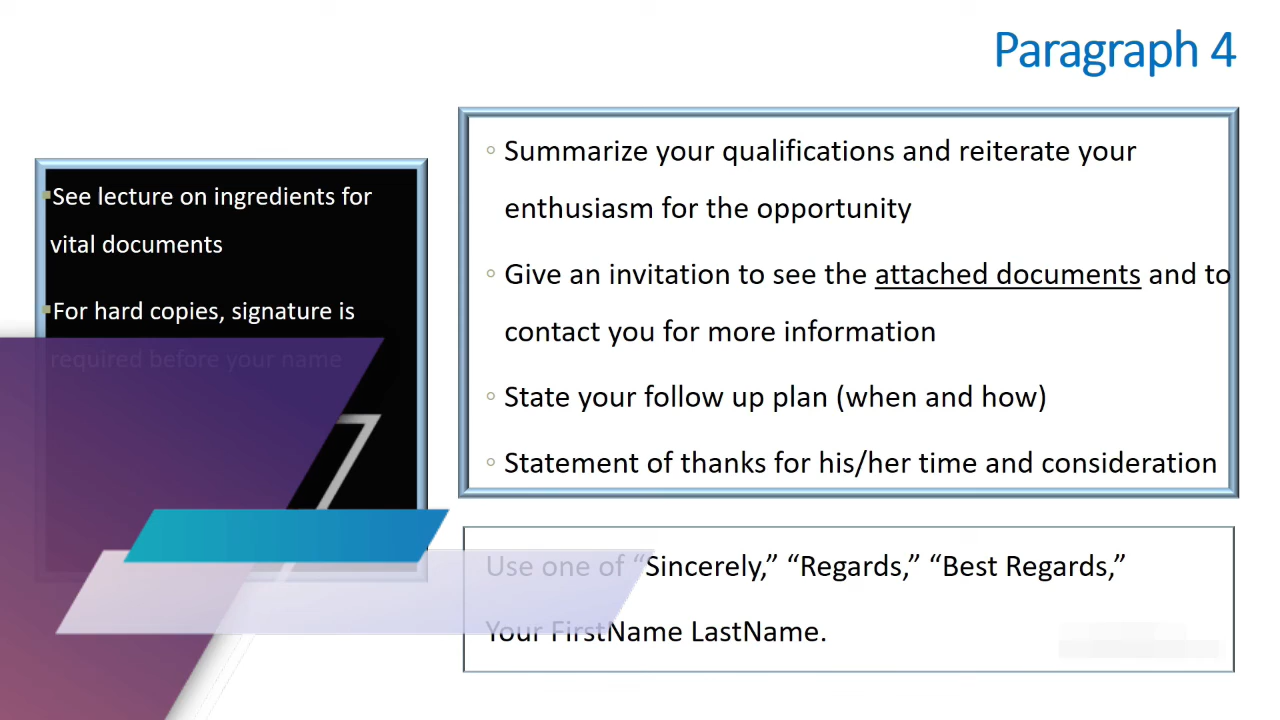 Paragraph 4
See lecture on ingredients for
vital documents
For hard copies, signature is
required before your name
Summarize your qualifications and reiterate your
enthusiasm for the opportunity
Give an invitation to see the attached documents and to
contact you for more information
State your follow up plan (when and how)
Statement of thanks for his/her time and consideration
Use one of “Sincerely,” “Regards,” “Best Regards,”
Your FirstName LastName.